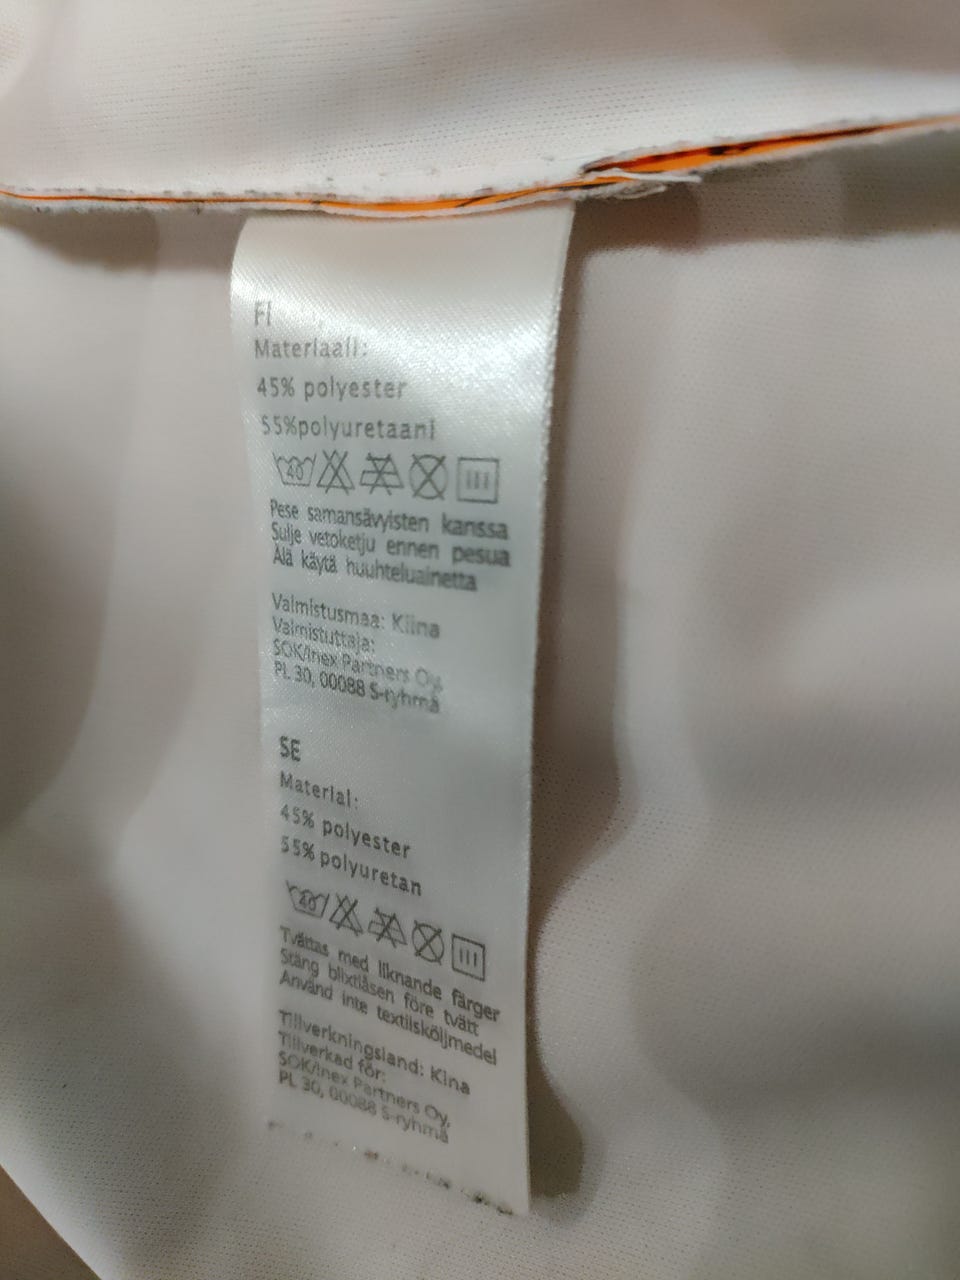 FI
Materiaali:
45% polyester
55%polyuretaani
40
Pese samansävyisten kanssa
Sulje vetoketju ennen pesua
Älä käytä huuhteluainetta
Valmistusmaa: Kiina
Valmistuttaja:
SOK/Inex Partners Oy,
PL 30, 00088 S-ryhmä
SE
Material:
45% polyester
55% polyuretan
40
Tvättas med liknande färger
Stäng blixtlåsen före tvätt
Använd inte textilsköljmedel
Tillverkningsland: Kina
Tillverkad för:
SOK/Inex Partners Oy,
PL 30, 00088 S-ryhmä